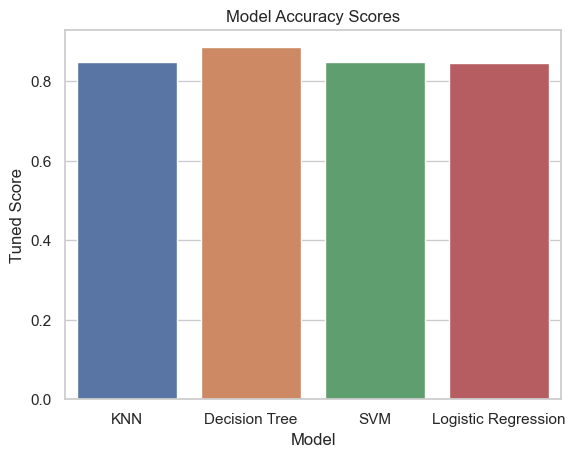 Model Accuracy Scores
Tuned Score
0.8
0.6
0.4
0.2
0.0
KNN Decision Tree SVM Logistic Regression
Model